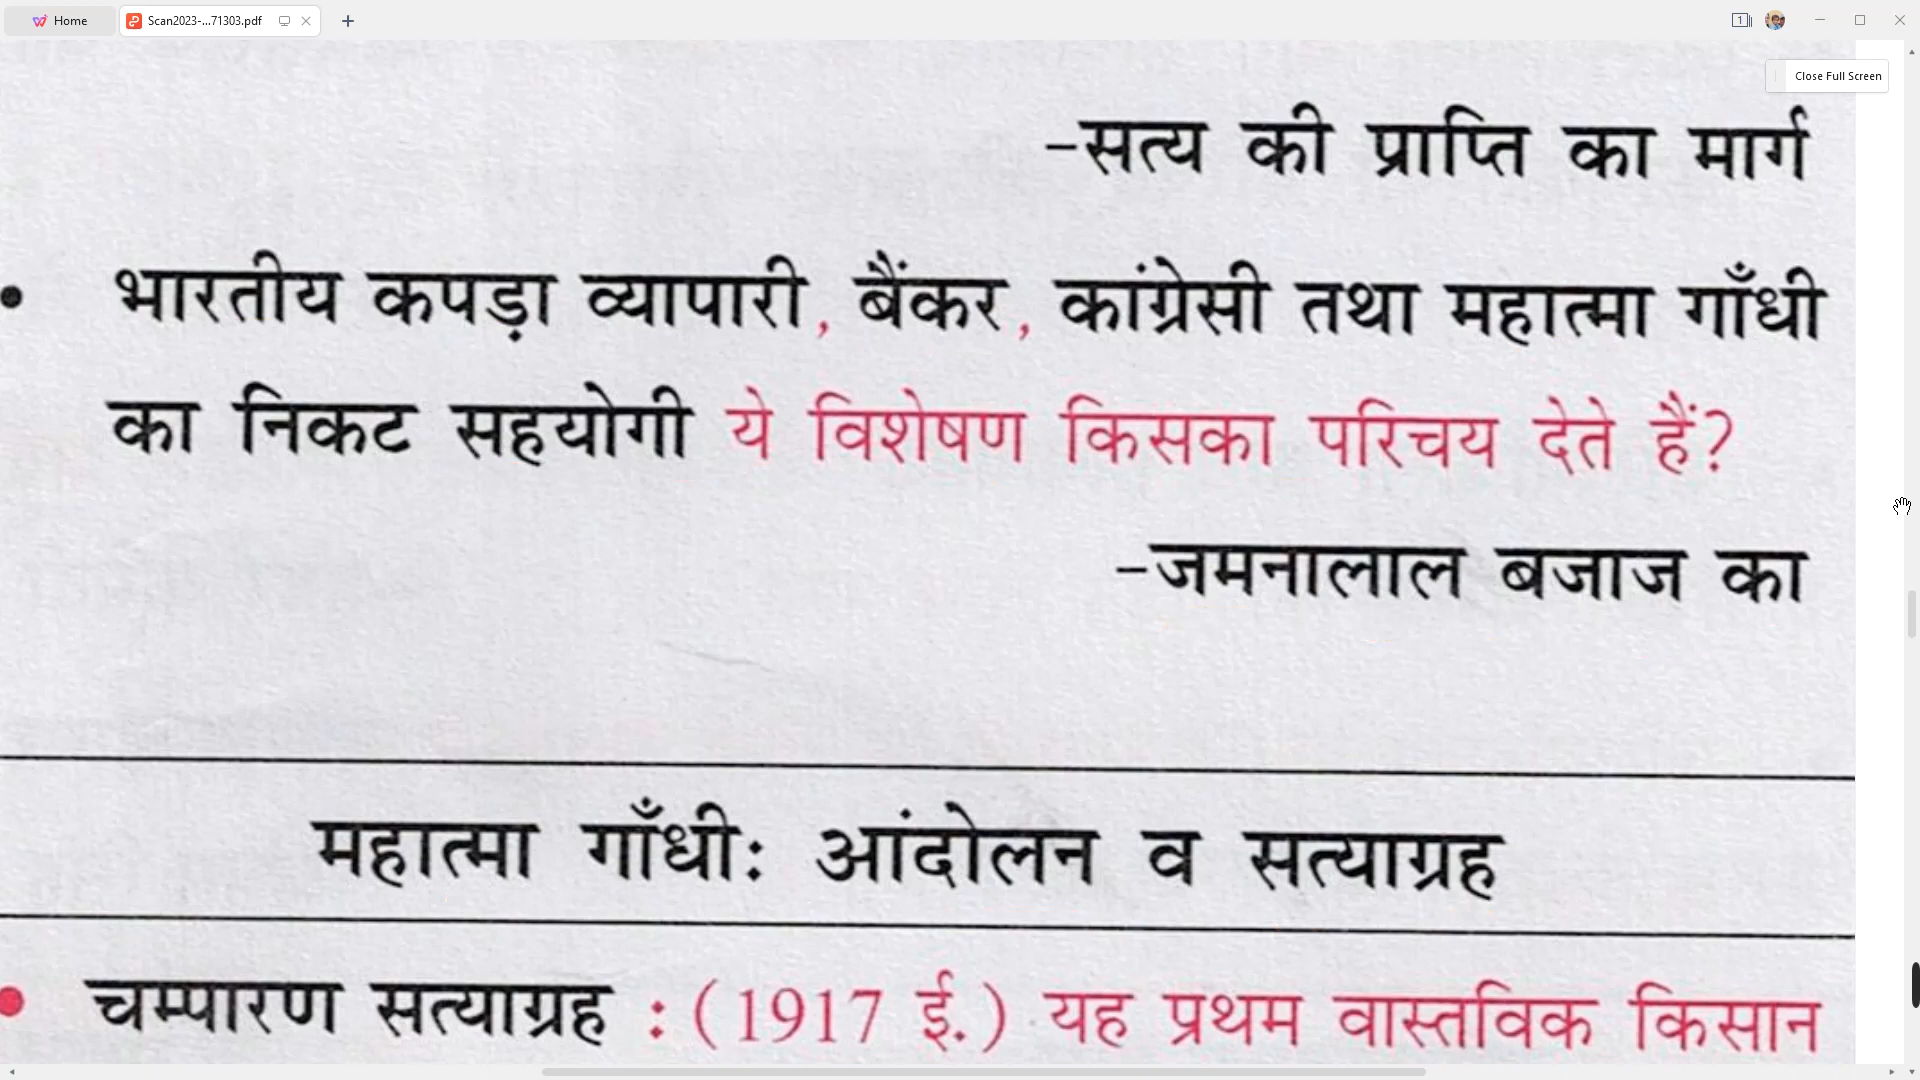 Home
Scan2023-...71303.pdf
1
Close Full Screen
-सत्य की प्राप्ति का मार्ग
• भारतीय कपड़ा व्यापारी, बैंकर, कांग्रेसी तथा महात्मा गाँधी
का निकट सहयोगी ये विशेषण किसका परिचय देते हैं?
-जमनालाल बजाज का
महात्मा गाँधी: आंदोलन व सत्याग्रह
• चम्पारण सत्याग्रह : (1917 ई.) यह प्रथम वास्तविक किसान